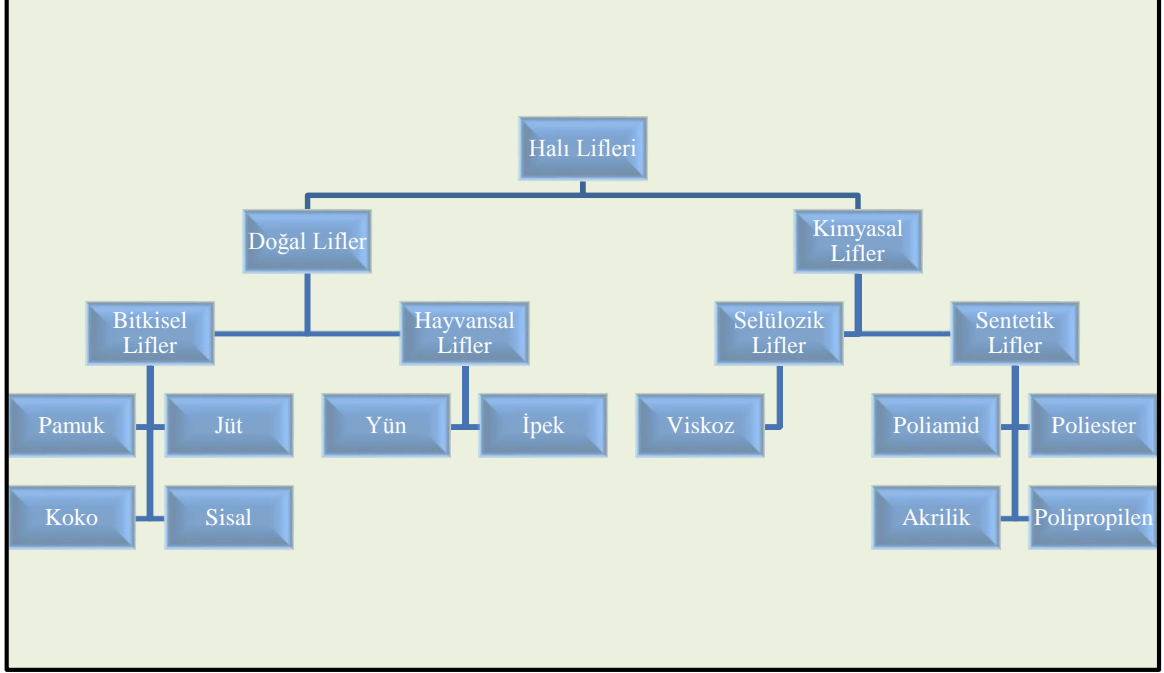 Halı Lifleri
Doğal Lifler
Kimyasal
Lifler
Bitkisel
Lifler
Hayvansal
Lifler
Selülozik
Lifler
Sentetik
Lifler
Pamuk
Jüt
Yün
İpek
Viskoz
Poliamid
Poliester
Koko
Sisal
Akrilik
Polipropilen